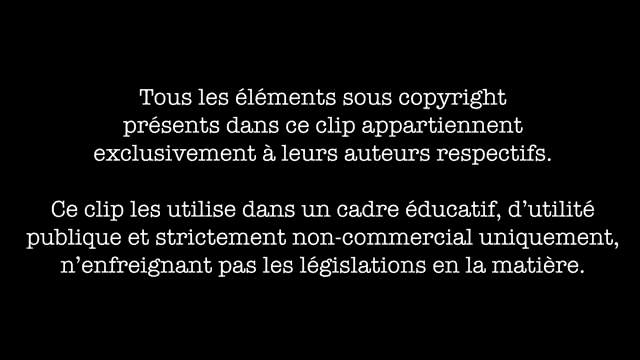 Tous les éléments sous copyright
présents dans ce clip appartiennent
exclusivement à leurs auteurs respectifs.
Ce clip les utilise dans un cadre éducatif, d’utilité
publique et strictement non-commercial uniquement,
n’enfreignant pas les législations en la matière.